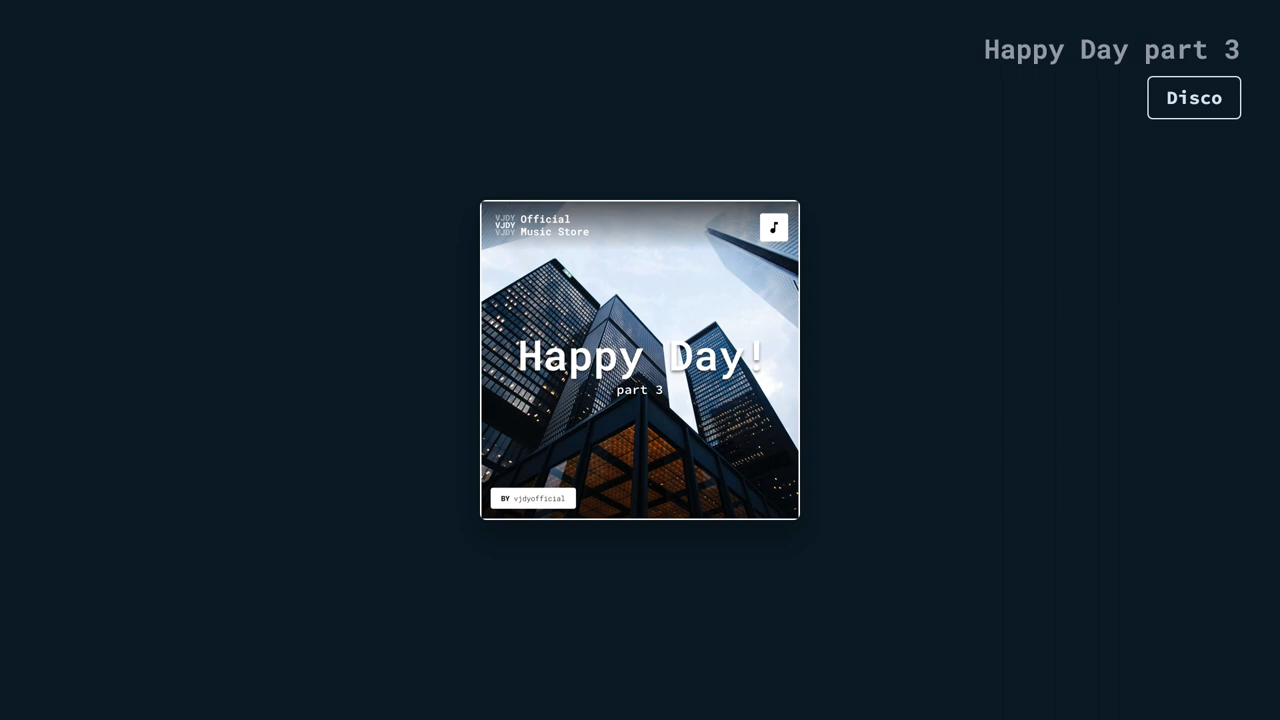 Happy Day part 3
Disco
VJDY
VJDY
VJDY
Official
Music Store
Happy Day!
part 3
BY vjdyofficial